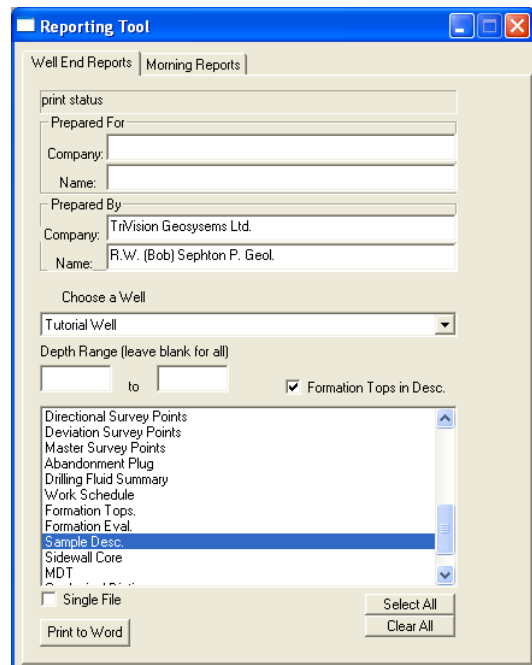 Reporting Tool
Well End Reports Morning Reports
print status
Prepared For
Company:
Name:
Prepared By
Company: TriVision Geosysems Ltd.
Name: R.W. (Bob) Sephton P. Geol.
Choose a Well
Tutorial Well
Depth Range (leave blank for all)
to Formation Tops in Desc.
Directional Survey Points
Deviation Survey Points
Master Survey Points
Abandonment Plug
Drilling Fluid Summary
Work Schedule
Formation Tops.
Formation Eval.
Sample Desc.
Sidewall Core
MDT
Single File Select All
Print to Word Clear All